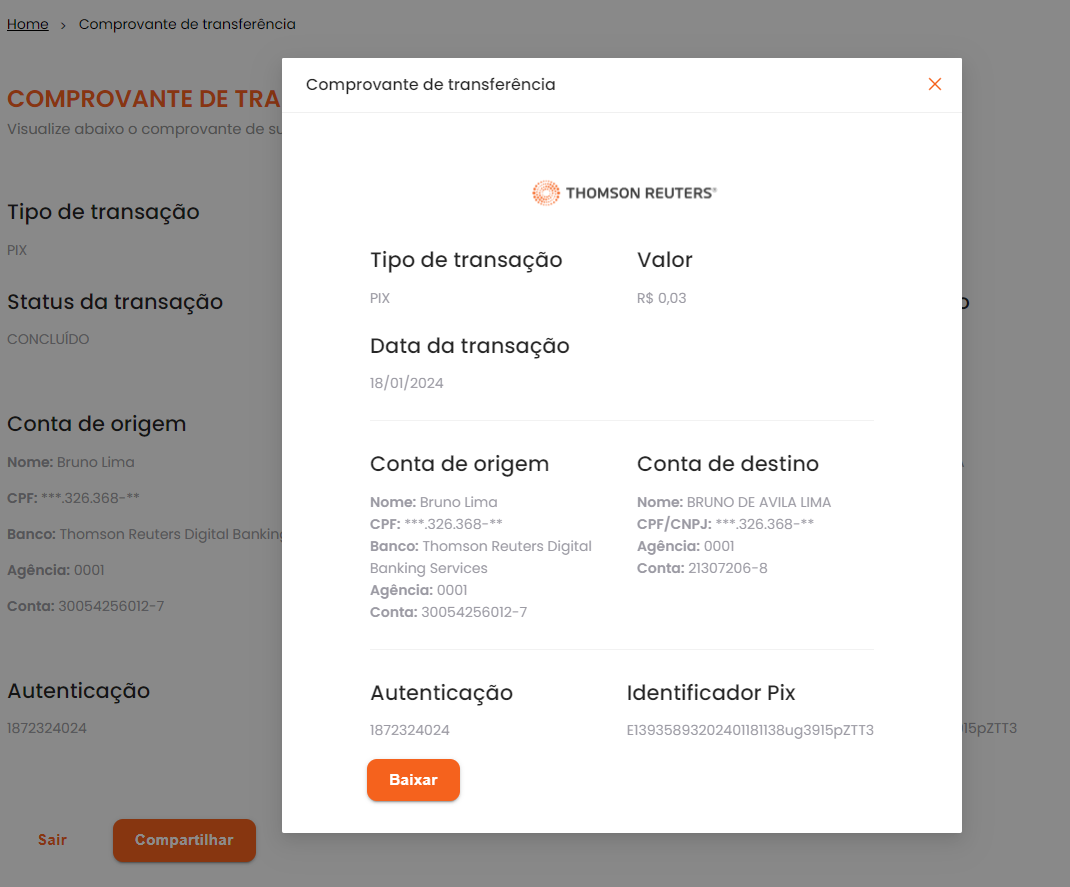 Home > Comprovante de transferência
COMPROVANTE DE TRA
Visualize abaixo o comprovante de su
Tipo de transação
PIX
Status da transação
CONCLUÍDO
Conta de origem
Nome: Bruno Lima
CPF: ***.326.368-**
Banco: Thomson Reuters Digital Banking
Agência: 0001
Conta: 30054256012-7
Autenticação
1872324024
15pZTT3
Sair
Compartilhar
Comprovante de transferência
THOMSON REUTERS®
Tipo de transação
Valor
PIX
R$ 0,03
Data da transação
18/01/2024
Conta de origem
Nome: Bruno Lima
CPF: ***.326.368-**
Banco: Thomson Reuters Digital
Banking Services
Agência: 0001
Conta: 30054256012-7
Conta de destino
Nome: BRUNO DE AVILA LIMA
CPF/CNPJ: ***.326.368-**
Agência: 0001
Conta: 21307206-8
Autenticação
1872324024
Identificador Pix
E13935893202401181138ug3915pZTT3
Baixar